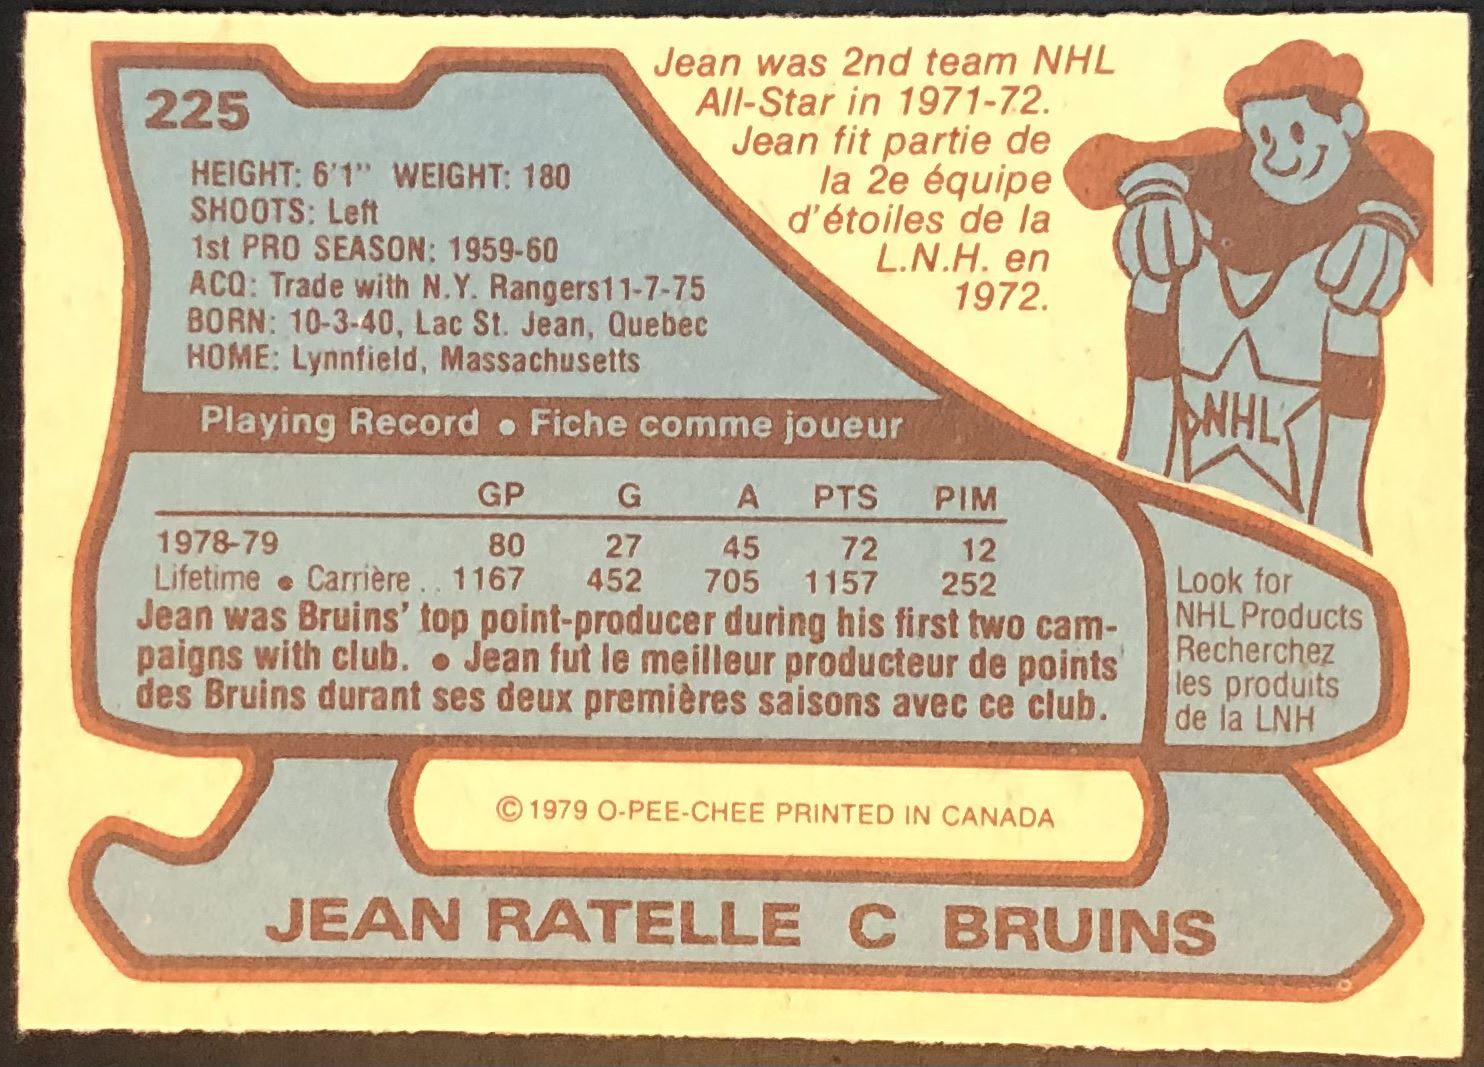 225
HEIGHT: 6'1" WEIGHT: 180
SHOOTS: Left
1st PRO SEASON: 1959-60
ACQ: Trade with N.Y. Rangers11-7-75
BORN: 10-3-40, Lac St. Jean, Quebec
HOME: Lynnfield, Massachusetts
Jean was 2nd team NHL
All-Star in 1971-72.
Jean fit partie de
la 2e équipe
d'étoiles de la
L.N.H. en
1972.
NHL
Playing Record • Fiche comme joueur
GP G A PTS PIM
1978-79 80 27 45 72 12
Lifetime • Carrière .. 1167 452 705 1157 252
Jean was Bruins' top point-producer during his first two cam-
paigns with club. • Jean fut le meilleur producteur de points
des Bruins durant ses deux premières saisons avec ce club.
Look for
NHL Products
Recherchez
les produits
de la LNH
© 1979 O-PEE-CHEE PRINTED IN CANADA
JEAN RATELLE C BRUINS